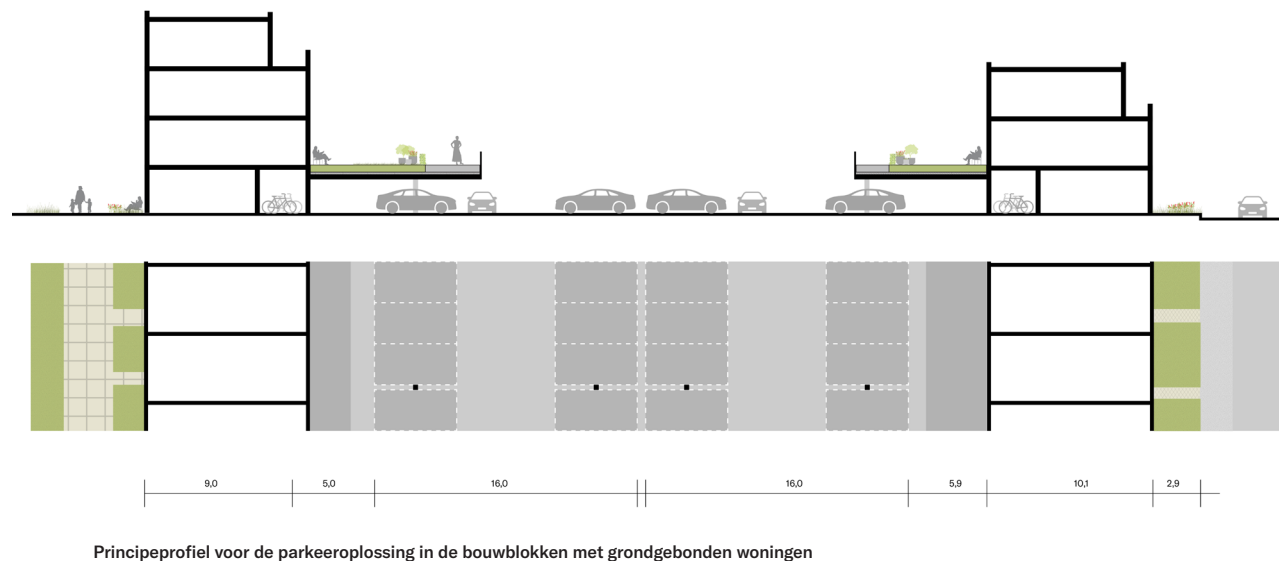 9,0 5,0 16,0 16,0 5,9 10,1 2,9
Principeprofiel voor de parkeeroplossing in de bouwblokken met grondgebonden woningen